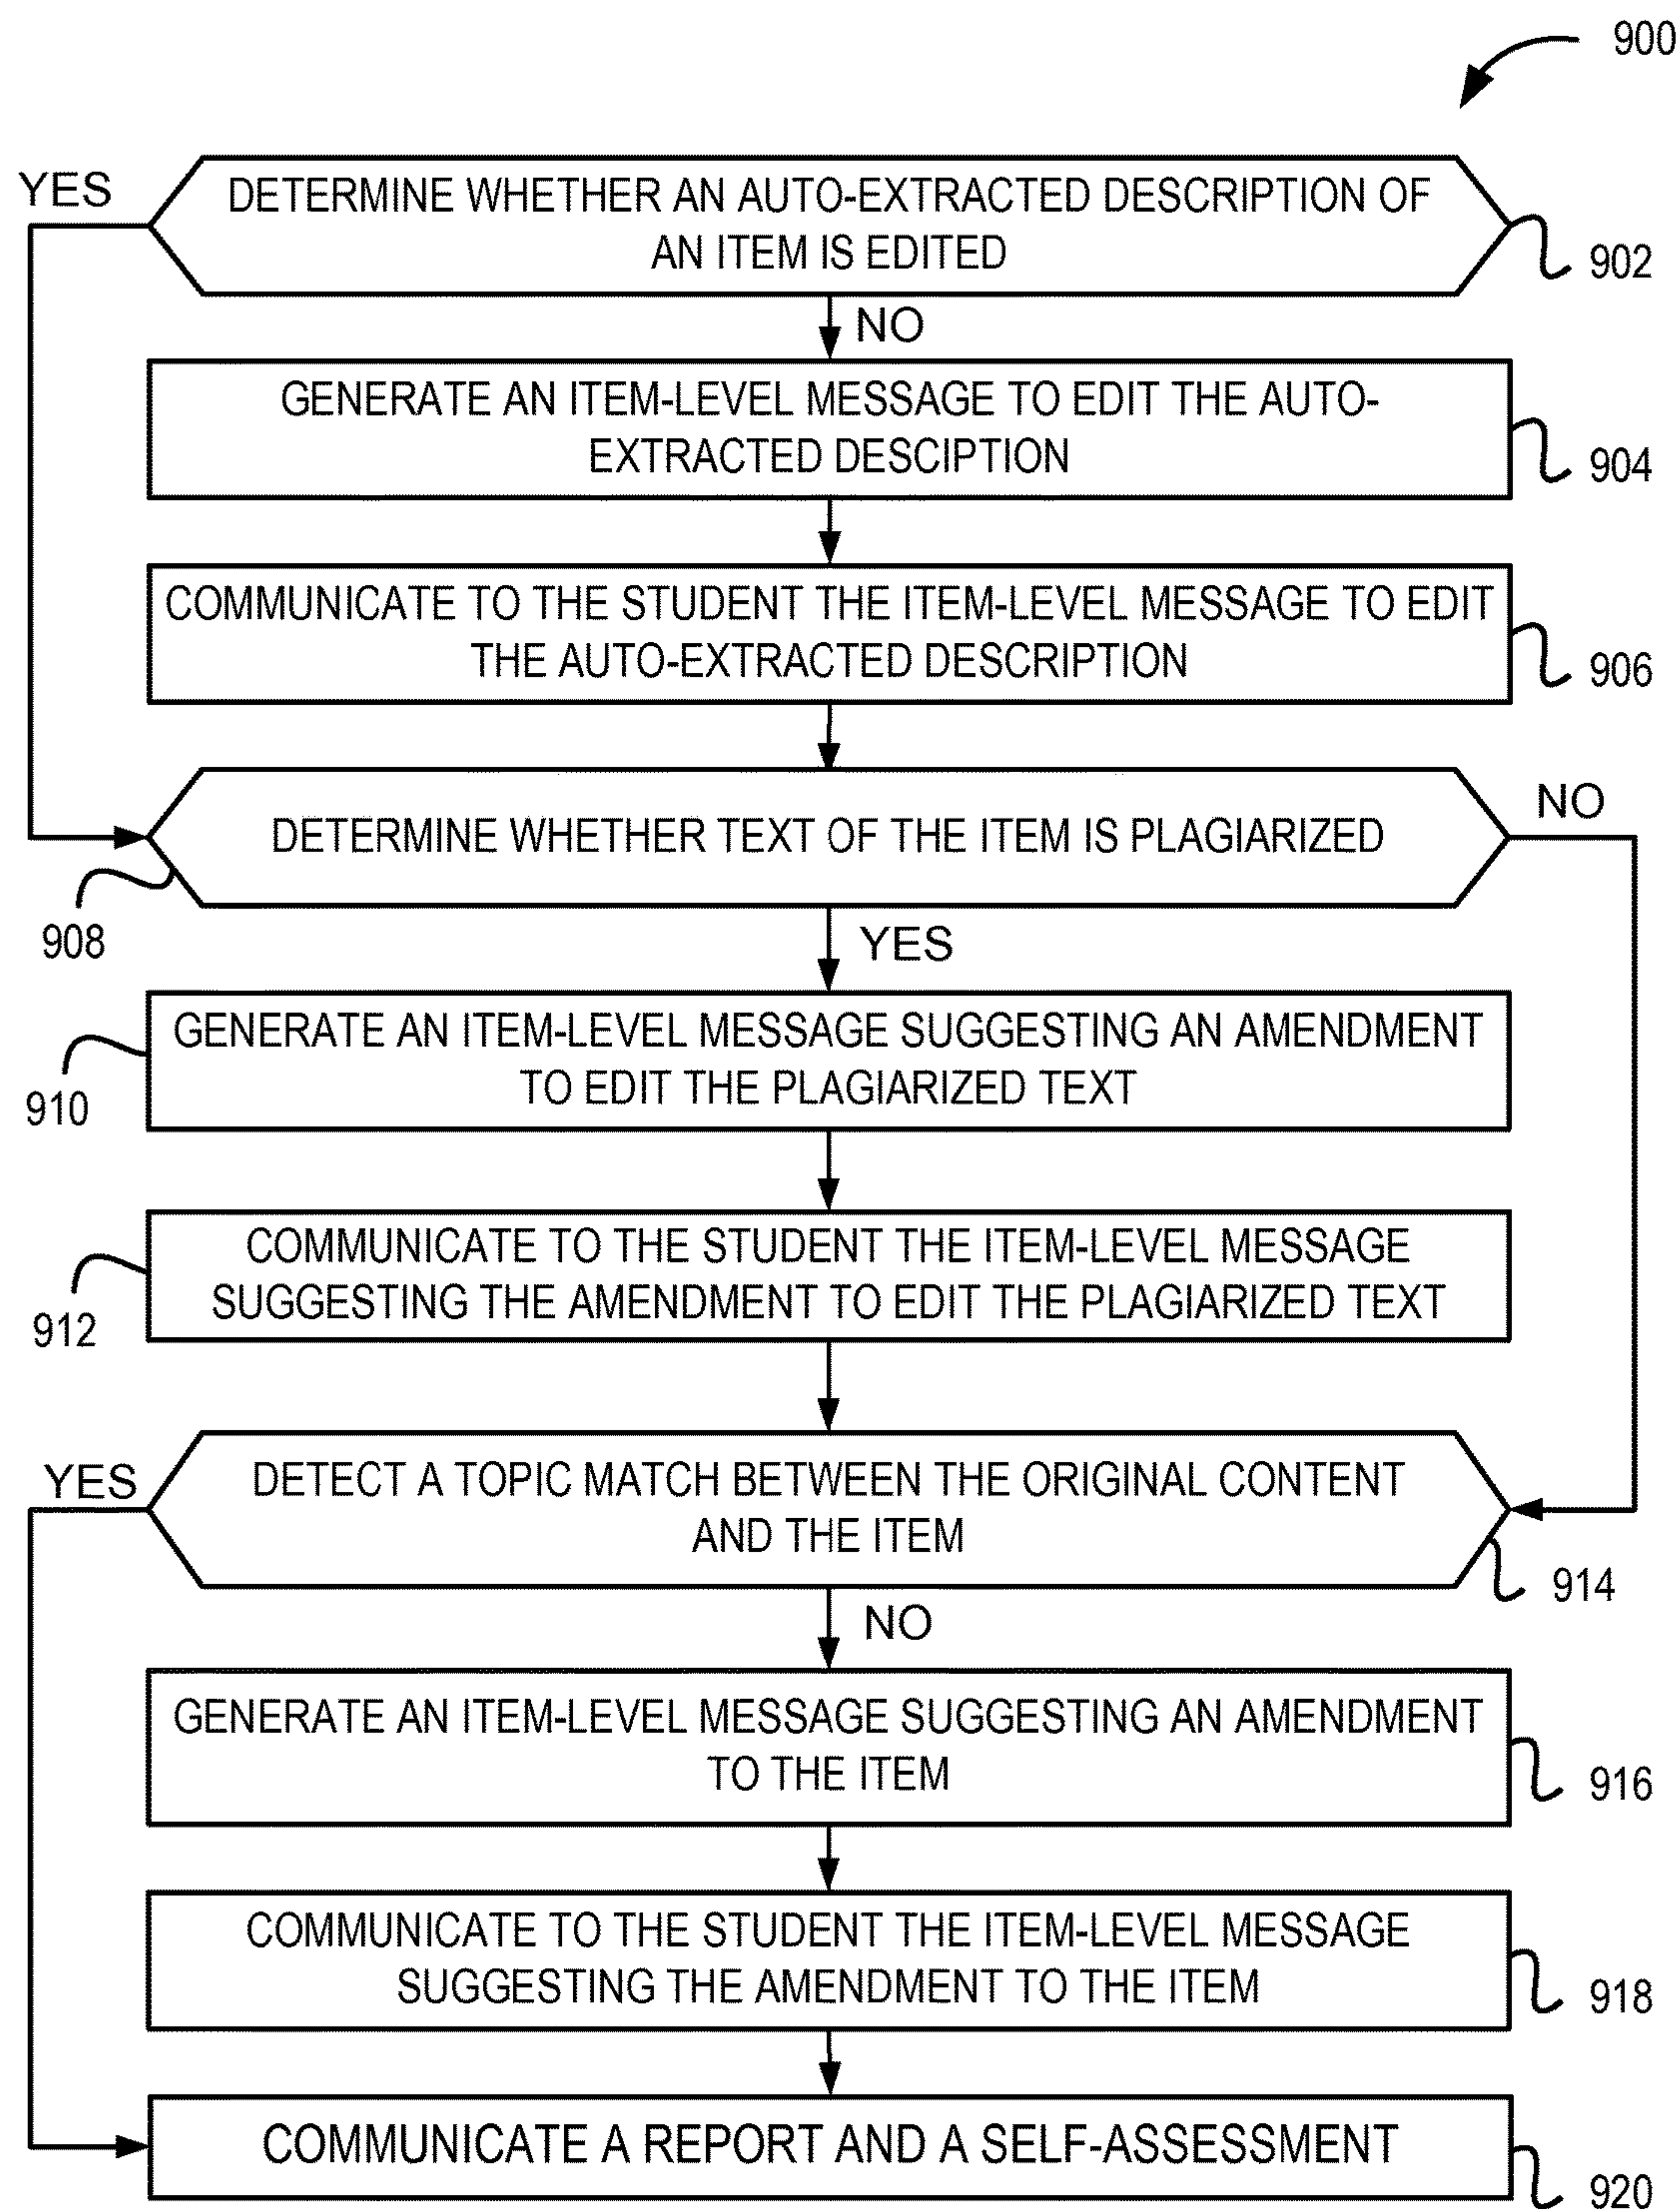 900
YES
DETERMINE WHETHER AN AUTO-EXTRACTED DESCRIPTION OF
AN ITEM IS EDITED
902
NO
GENERATE AN ITEM-LEVEL MESSAGE TO EDIT THE AUTO-
EXTRACTED DESCIPTION
904
COMMUNICATE TO THE STUDENT THE ITEM-LEVEL MESSAGE TO EDIT
THE AUTO-EXTRACTED DESCRIPTION
906
NO
DETERMINE WHETHER TEXT OF THE ITEM IS PLAGIARIZED
908
YES
GENERATE AN ITEM-LEVEL MESSAGE SUGGESTING AN AMENDMENT
TO EDIT THE PLAGIARIZED TEXT
910
COMMUNICATE TO THE STUDENT THE ITEM-LEVEL MESSAGE
SUGGESTING THE AMENDMENT TO EDIT THE PLAGIARIZED TEXT
912
YES
DETECT A TOPIC MATCH BETWEEN THE ORIGINAL CONTENT
AND THE ITEM
914
NO
GENERATE AN ITEM-LEVEL MESSAGE SUGGESTING AN AMENDMENT
TO THE ITEM
916
COMMUNICATE TO THE STUDENT THE ITEM-LEVEL MESSAGE
SUGGESTING THE AMENDMENT TO THE ITEM
918
COMMUNICATE A REPORT AND A SELF-ASSESSMENT
920